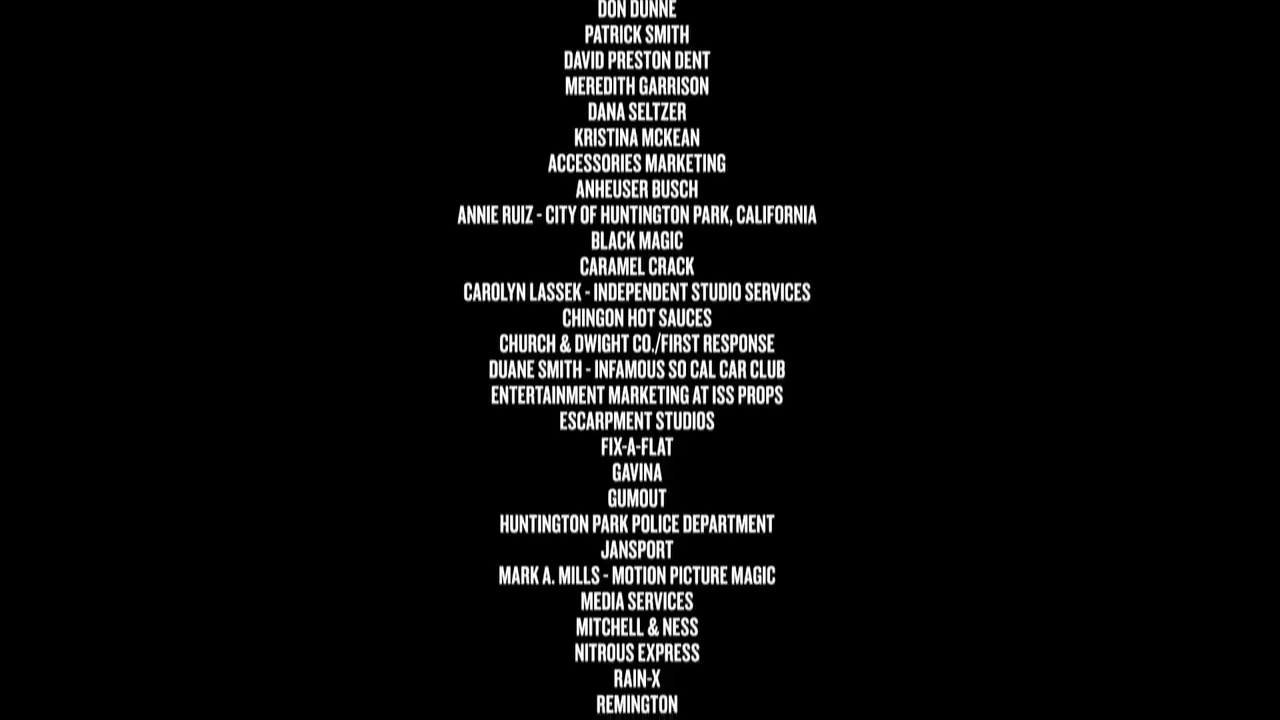 DON DUNNE
PATRICK SMITH
DAVID PRESTON DENT
MEREDITH GARRISON
DANA SELTZER
KRISTINA MCKEAN
ACCESSORIES MARKETING
ANHEUSER BUSCH
ANNIE RUIZ - CITY OF HUNTINGTON PARK, CALIFORNIA
BLACK MAGIC
CARAMEL CRACK
CAROLYN LASSEK - INDEPENDENT STUDIO SERVICES
CHINGON HOT SAUCES
CHURCH & DWIGHT CO./FIRST RESPONSE
DUANE SMITH - INFAMOUS SO CAL CAR CLUB
ENTERTAINMENT MARKETING AT ISS PROPS
ESCARPMENT STUDIOS
FIX-A-FLAT
GAVINA
GUMOUT
HUNTINGTON PARK POLICE DEPARTMENT
JANSPORT
MARK A. MILLS - MOTION PICTURE MAGIC
MEDIA SERVICES
MITCHELL & NESS
NITROUS EXPRESS
RAIN-X
REMINGTON